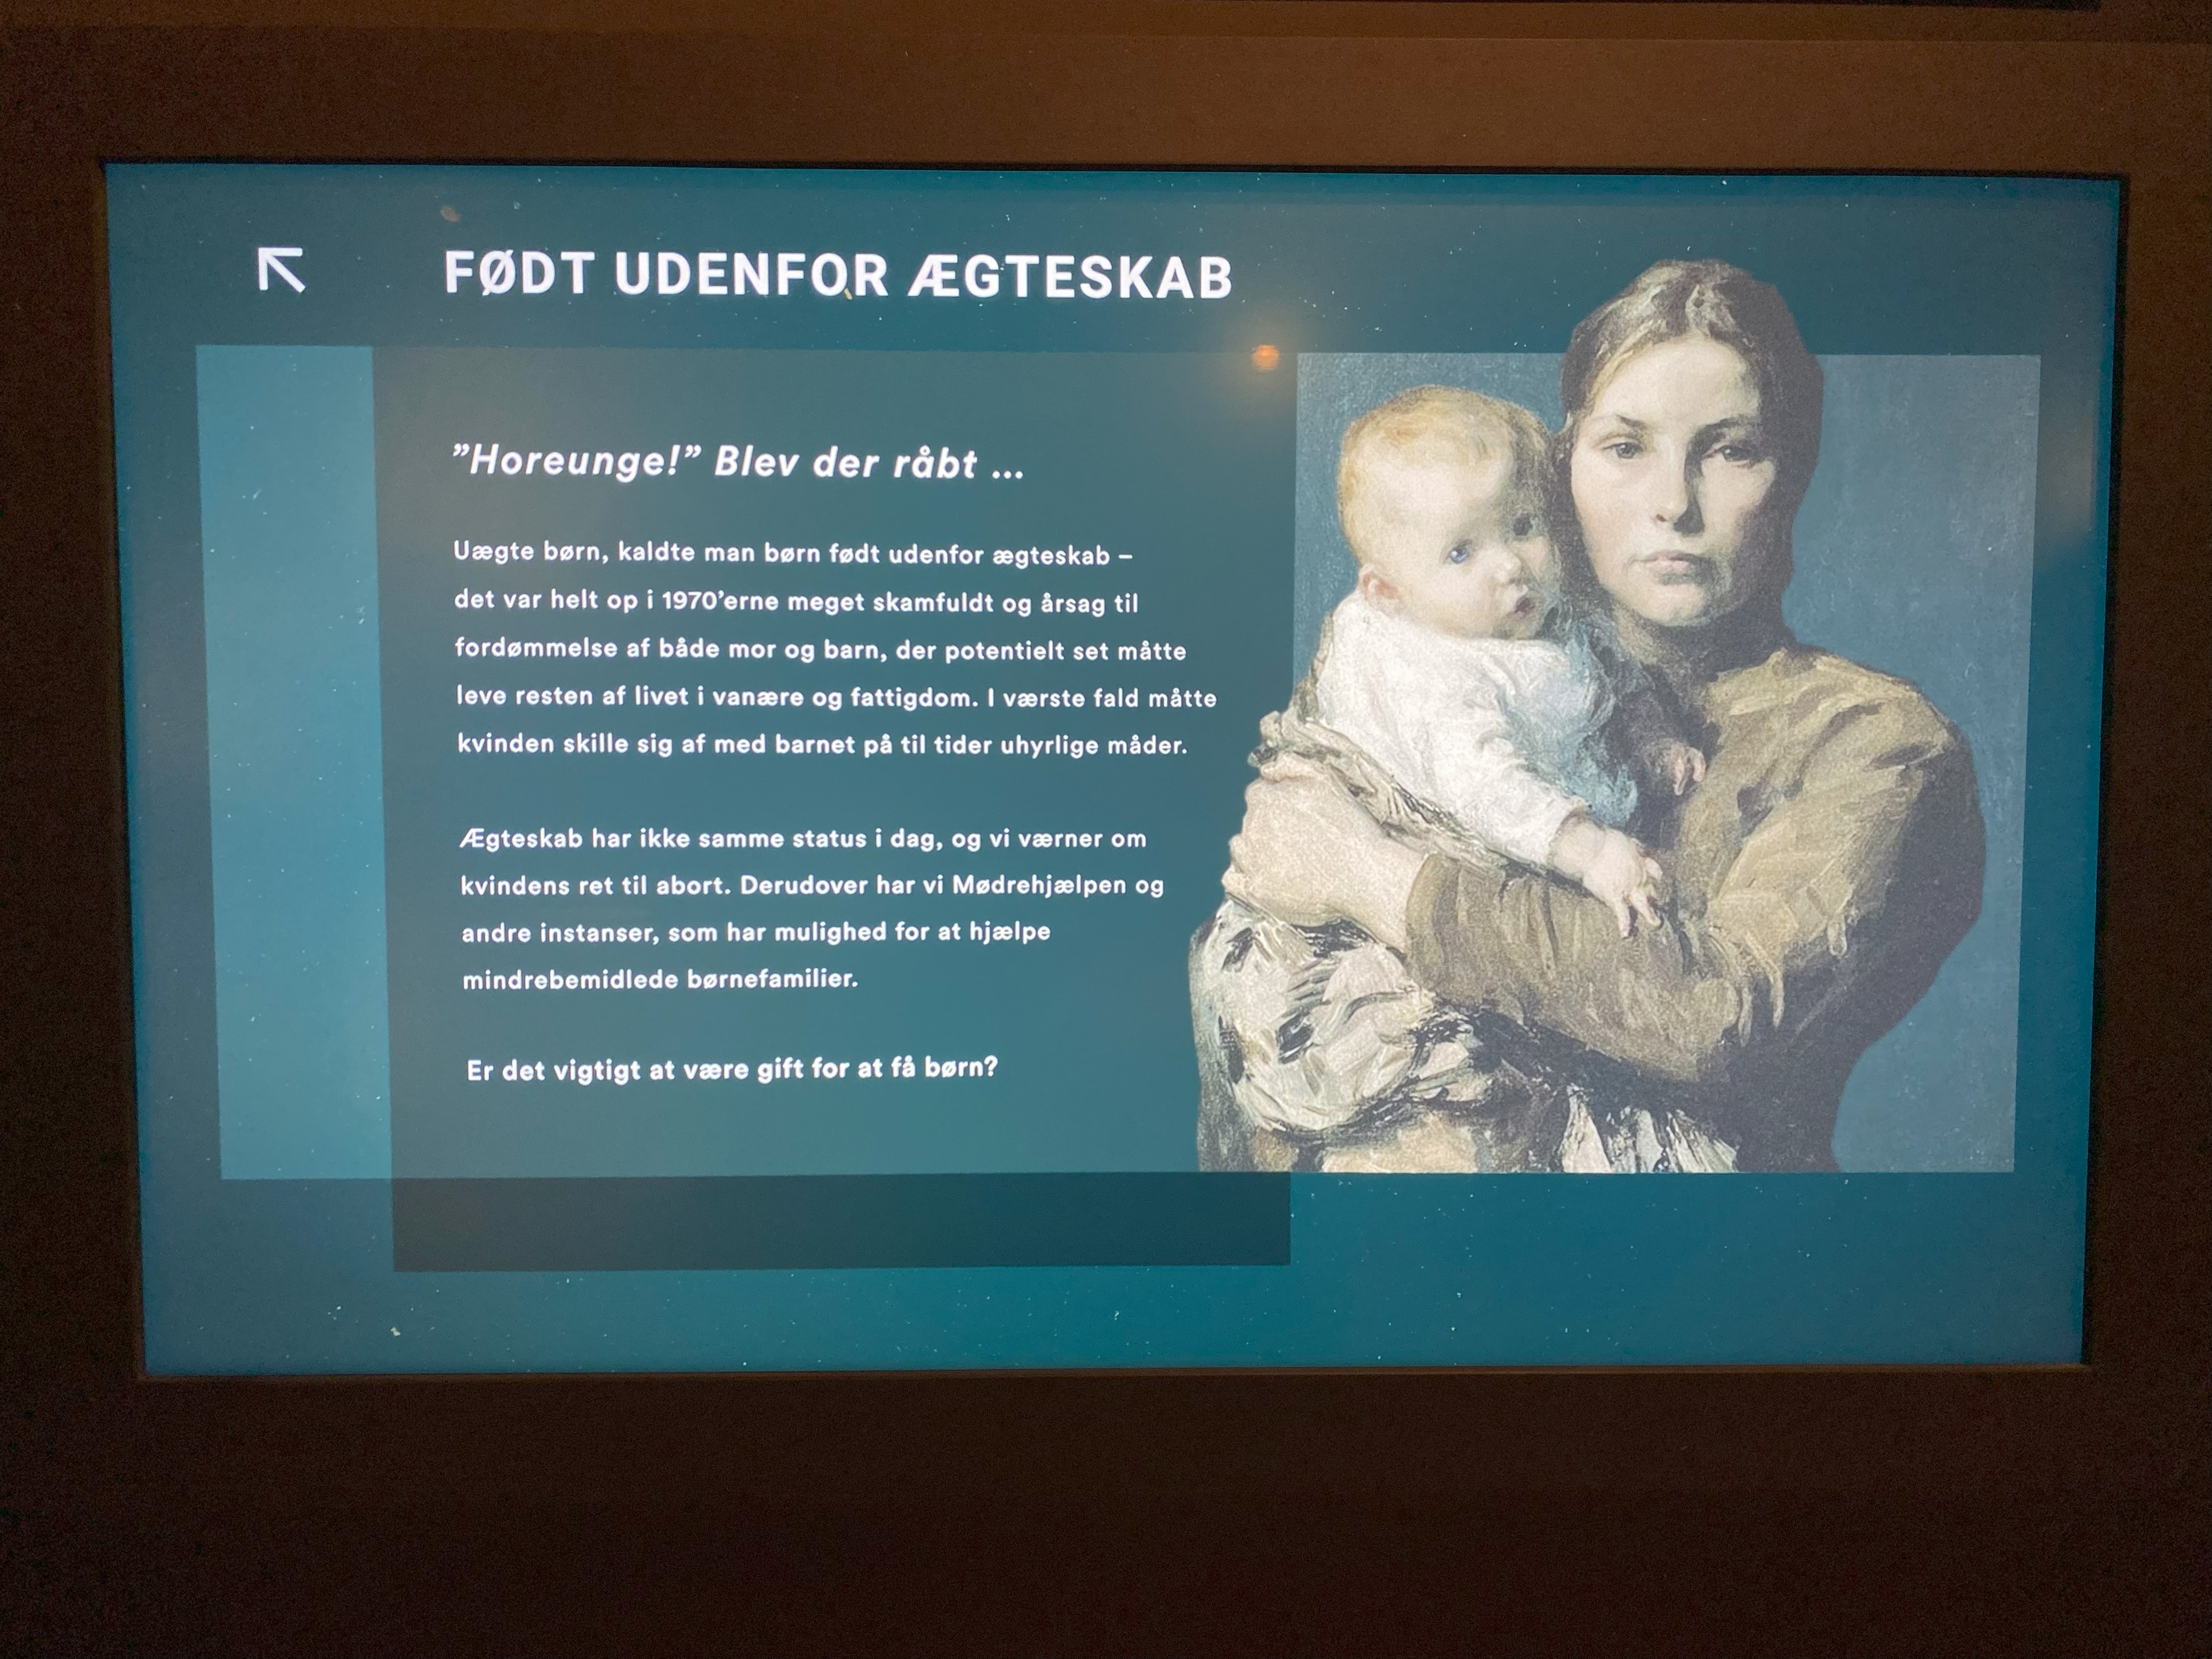 FØDT UDENFOR ÆGTESKAB
”Horeunge!” Blev der råbt ...
Uægte børn, kaldte man børn født udenfor ægteskab –
det var helt op i 1970’erne meget skamfuldt og årsag til
fordømmelse af både mor og barn, der potentielt set måtte
leve resten af livet i vanære og fattigdom. I værste fald måtte
kvinden skille sig af med barnet på til tider uhyrlige måder.
Ægteskab har ikke samme status i dag, og vi værner om
kvindens ret til abort. Derudover har vi Mødrehjælpen og
andre instanser, som har mulighed for at hjælpe
mindrebemidlede børnefamilier.
Er det vigtigt at være gift for at få børn?